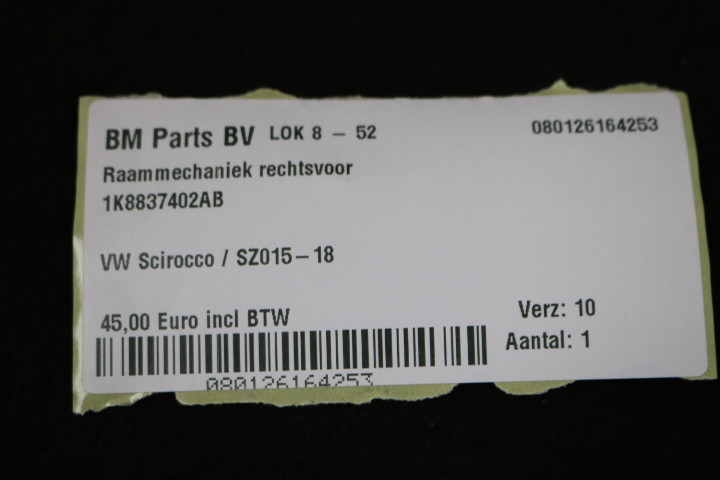 BM Parts BV LOK 8 - 52 080126164253
Raammechaniek rechtsvoor
1K8837402AB
VW Scirocco / SZ015-18
45,00 Euro incl BTW Verz: 10
Aantal: 1
080126164253